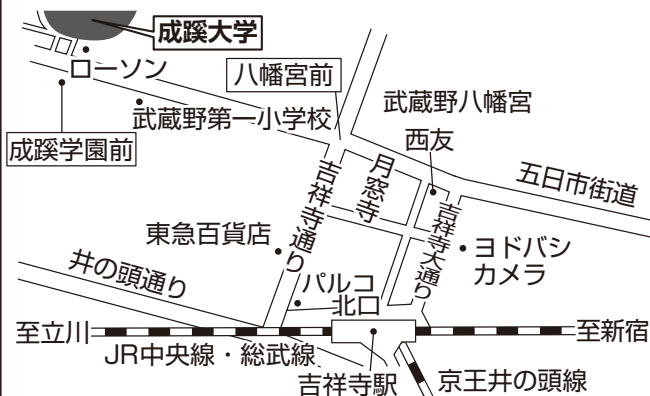 成蹊大学
ローソン
八幡宮前
武蔵野八幡宮
武蔵野第一小学校
西友
成蹊学園前
月窓寺
五日市街道
吉祥寺通り
吉祥寺大通り
東急百貨店
ヨドバシ
カメラ
井の頭通り
パルコ
北口
至立川
至新宿
JR中央線・総武線
吉祥寺駅
京王井の頭線